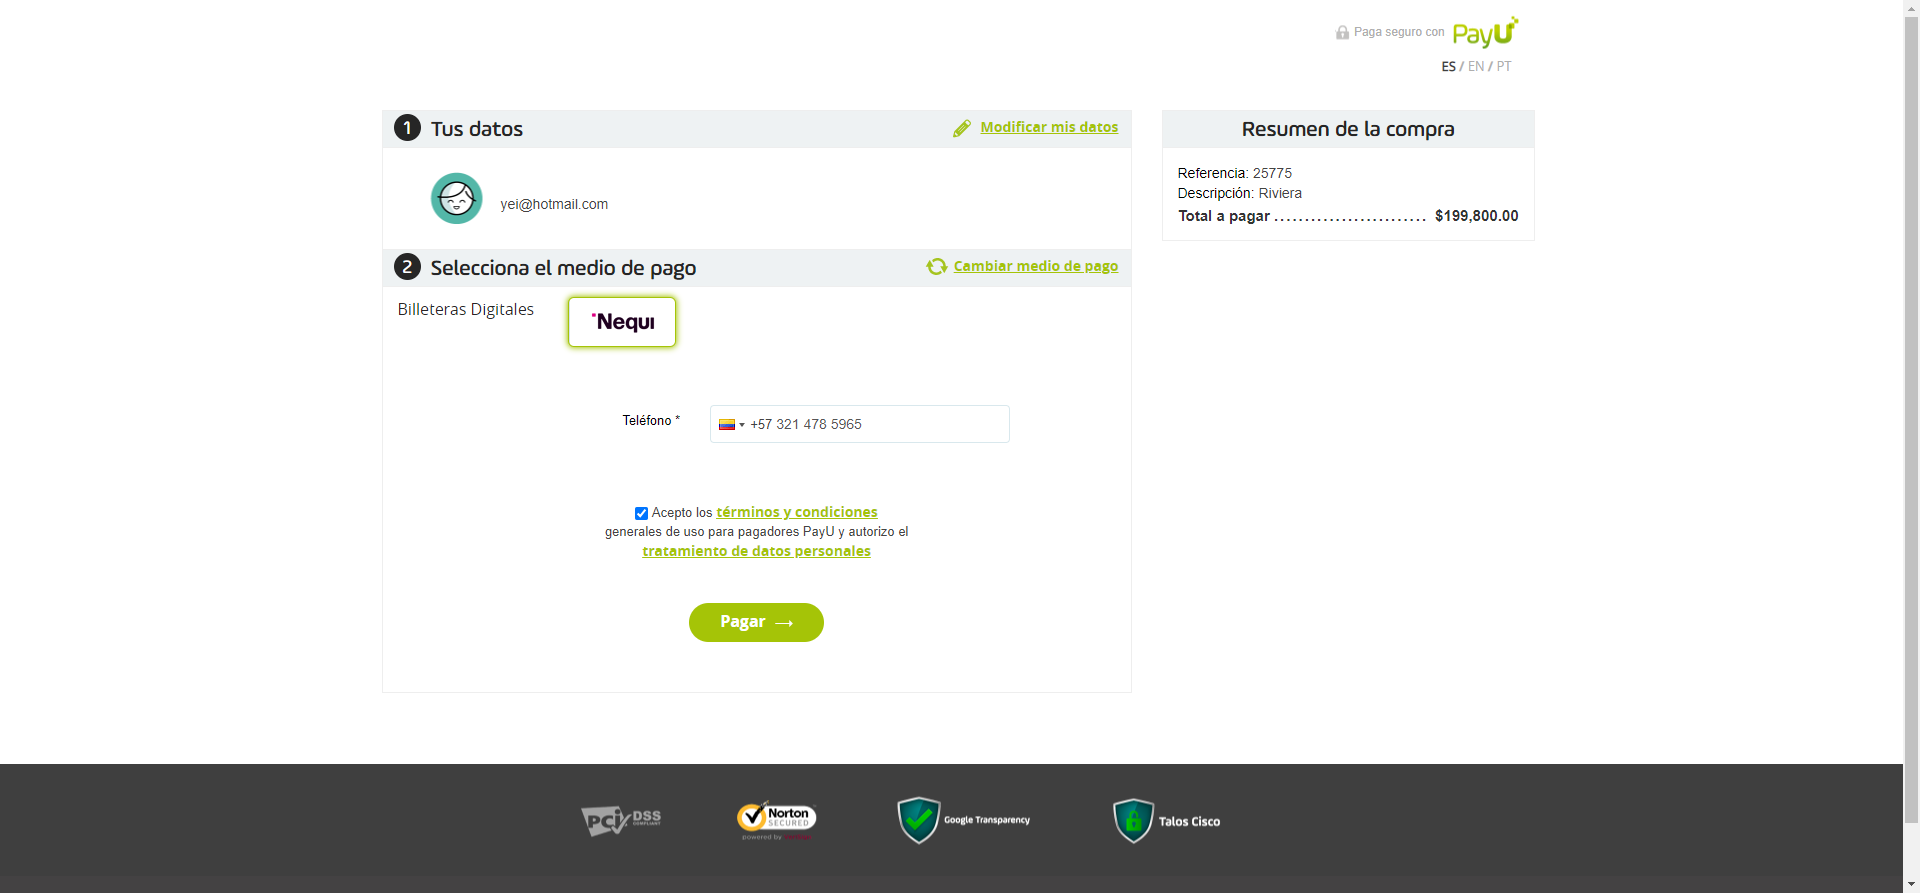 Paga seguro con PayU
ES / EN / PT
1 Tus datos
Modificar mis datos
yei@hotmail.com
2 Selecciona el medio de pago
Cambiar medio de pago
Billeteras Digitales
Nequi
Teléfono *
+57 321 478 5965
Acepto los términos y condiciones
generales de uso para pagadores PayU y autorizo el
tratamiento de datos personales
Pagar →
Resumen de la compra
Referencia: 25775
Descripción: Riviera
Total a pagar ......................... $199,800.00
PCI DSS
COMPLIANT
Norton
SECURED
powered by
Google Transparency
Talos Cisco